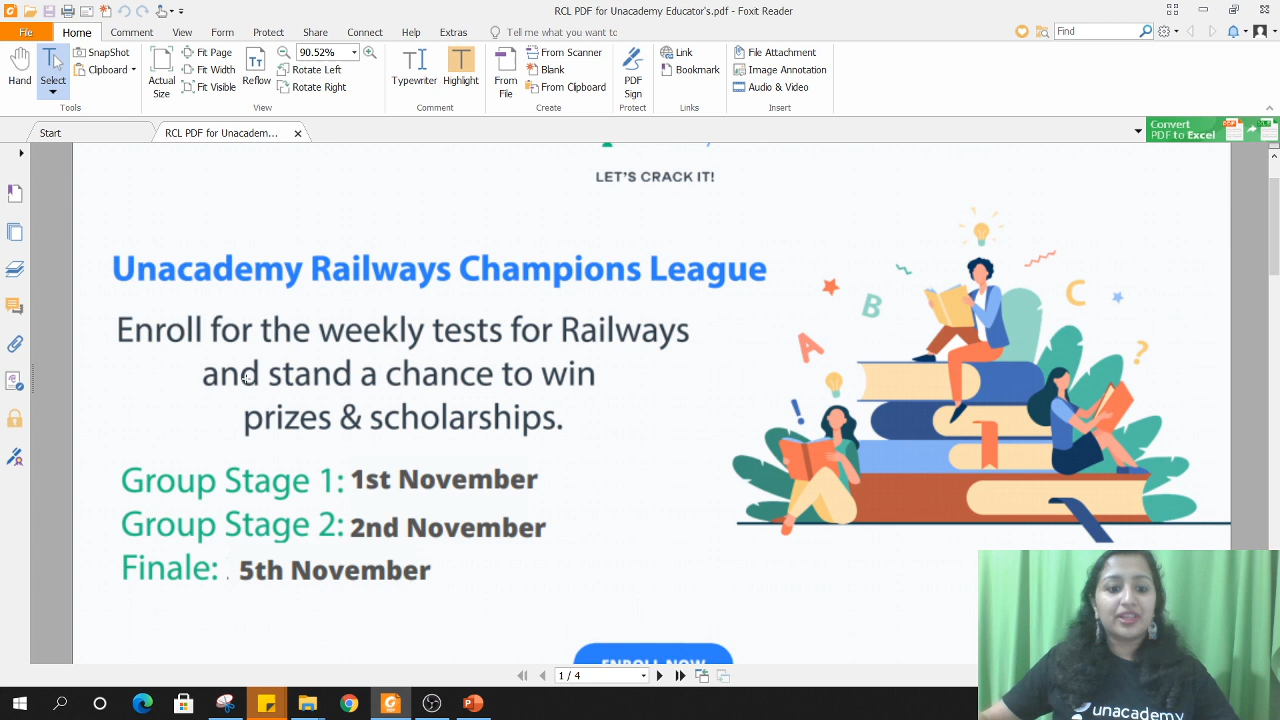 RCL PDF for Unacademy Educators.pdf - Foxit Reader
File Home Comment View Form Protect Share Connect Help Extras Tell me what you want to Find
Hand
Select
SnapShot
Clipboard
Tools
Actual Size
Fit Page
Fit Width
Fit Visible
Reflow
90.52%
Rotate Left
Rotate Right
View
Typewriter
Highlight
Comment
From File
From Scanner
Blank
From Clipboard
Create
PDF Sign
Protect
Link
Bookmark
Links
File Attachment
Image Annotation
Audio & Video
Insert
Start
RCL PDF for Unacadem...
Convert
PDF to Excel
LET'S CRACK IT!
Unacademy Railways Champions League
Enroll for the weekly tests for Railways
and stand a chance to win
prizes & scholarships.
Group Stage 1: 1st November
Group Stage 2: 2nd November
Finale: 5th November
A
B
C
?
!
ENROLL NOW
1 / 4
unacademy